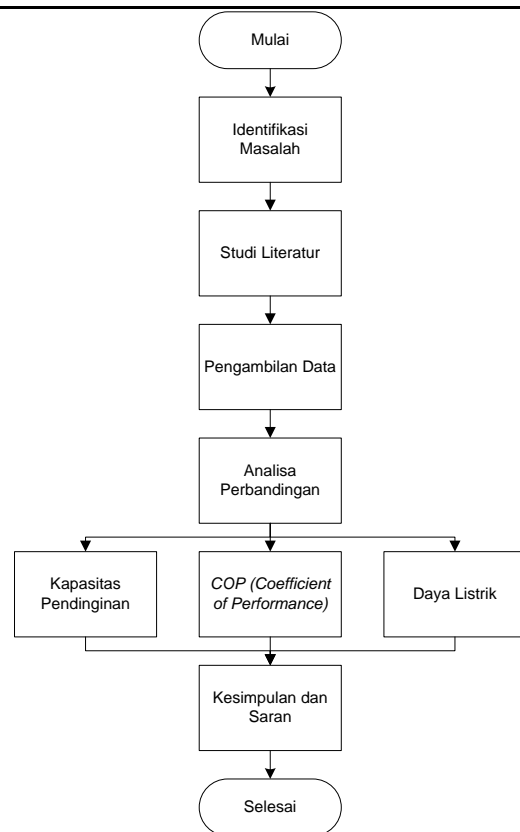 Mulai
Identifikasi
Masalah
Studi Literatur
Pengambilan Data
Analisa
Perbandingan
Kapasitas
Pendinginan
COP (Coefficient
of Performance)
Daya Listrik
Kesimpulan dan
Saran
Selesai